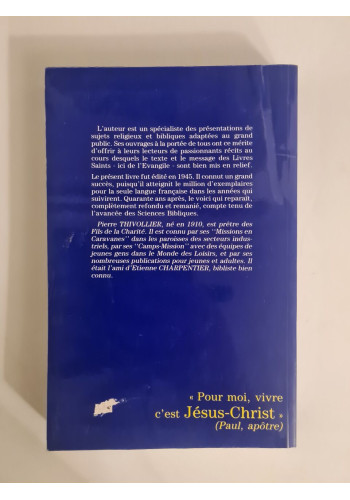 L'auteur est un spécialiste des présentations de
sujets religieux et bibliques adaptées au grand
public. Ses ouvrages à la portée de tous ont ce mérite
d'offrir à leurs lecteurs de passionnants récits au
cours desquels le texte et le message des Livres
Saints - ici de l'Evangile - sont bien mis en relief.
Le présent livre fut édité en 1945. Il connut un grand
succès, puisqu'il atteignit le million d'exemplaires
pour la seule langue française dans les années qui
suivirent. Quarante ans après, le voici qui reparaît,
complètement refondu et remanié, compte tenu de
l'avancée des Sciences Bibliques.
Pierre THIVOLLIER, né en 1910, est prêtre des
Fils de la Charité. Il est connu par ses "Missions en
Caravanes" dans les paroisses des secteurs indus-
triels, par ses "Camps-Mission" avec des équipes de
jeunes gens dans le Monde des Loisirs, et par ses
nombreuses publications pour jeunes et adultes. Il
était l'ami d'Etienne CHARPENTIER, bibliste bien
connu.
« Pour moi, vivre
c'est Jésus-Christ »
(Paul, apôtre)